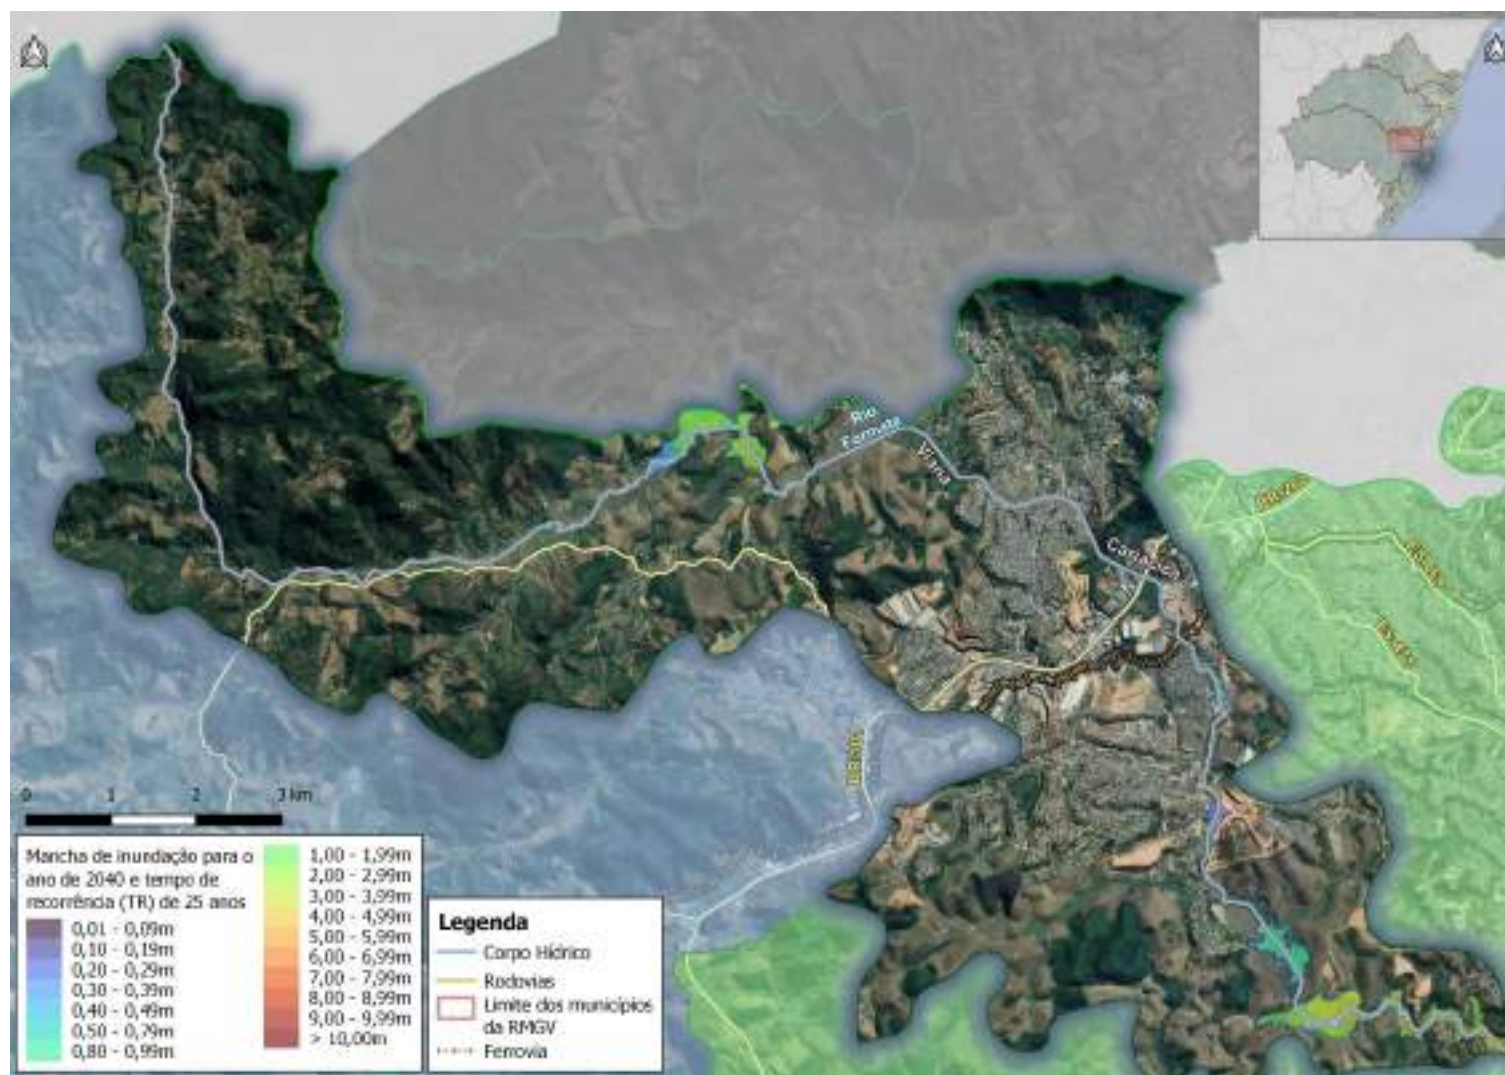 Rio
Formate
Viana
Cariacica
0 1 2 3 km
Mancha de inundação para o
ano de 2040 e tempo de
recorrência (TR) de 25 anos
0,01 - 0,09m
0,10 - 0,19m
0,20 - 0,29m
0,30 - 0,39m
0,40 - 0,49m
0,50 - 0,79m
0,80 - 0,99m
1,00 - 1,99m
2,00 - 2,99m
3,00 - 3,99m
4,00 - 4,99m
5,00 - 5,99m
6,00 - 6,99m
7,00 - 7,99m
8,00 - 8,99m
9,00 - 9,99m
> 10,00m
Legenda
Corpo Hídrico
Rodovias
Limite dos municípios
da RMGV
Ferrovia